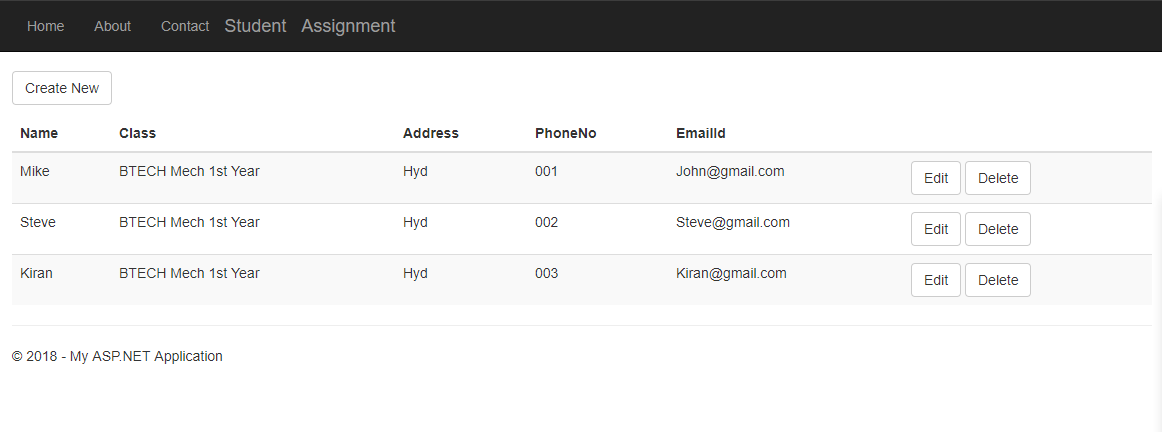 Home About Contact Student Assignment
Create New
Name Class Address PhoneNo EmailId
Mike BTECH Mech 1st Year Hyd 001 John@gmail.com Edit Delete
Steve BTECH Mech 1st Year Hyd 002 Steve@gmail.com Edit Delete
Kiran BTECH Mech 1st Year Hyd 003 Kiran@gmail.com Edit Delete
© 2018 - My ASP.NET Application